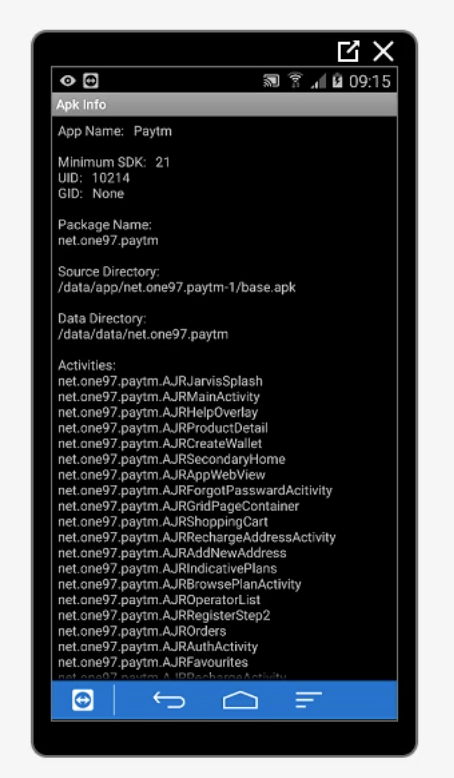 09:15
Apk Info
App Name: Paytm
Minimum SDK: 21
UID: 10214
GID: None
Package Name:
net.one97.paytm
Source Directory:
/data/app/net.one97.paytm-1/base.apk
Data Directory:
/data/data/net.one97.paytm
Activities:
net.one97.paytm.AJRJarvisSplash
net.one97.paytm.AJRMainActivity
net.one97.paytm.AJRHelpOverlay
net.one97.paytm.AJRProductDetail
net.one97.paytm.AJRCreateWallet
net.one97.paytm.AJRSecondaryHome
net.one97.paytm.AJRAppWebView
net.one97.paytm.AJRForgotPasswardAcitivity
net.one97.paytm.AJRGridPageContainer
net.one97.paytm.AJRShoppingCart
net.one97.paytm.AJRRechargeAddressActivity
net.one97.paytm.AJRAddNewAddress
net.one97.paytm.AJRIndicativePlans
net.one97.paytm.AJRBrowsePlanActivity
net.one97.paytm.AJROperatorList
net.one97.paytm.AJRRegisterStep2
net.one97.paytm.AJROrders
net.one97.paytm.AJRAuthActivity
net.one97.paytm.AJRFavourites
net.one97.paytm.AJRRechargeActivity